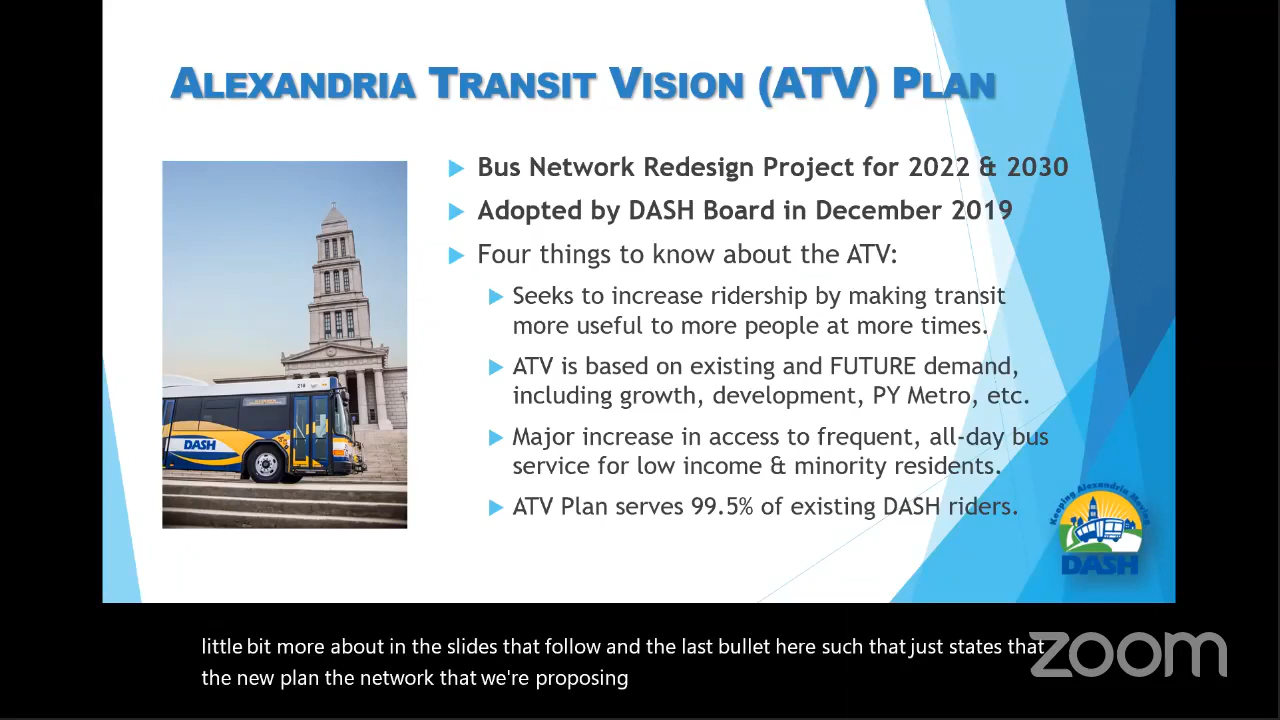 ALEXANDRIA TRANSIT VISION (ATV) PLAN
Bus Network Redesign Project for 2022 & 2030
Adopted by DASH Board in December 2019
Four things to know about the ATV:
Seeks to increase ridership by making transit
more useful to more people at more times.
ATV is based on existing and FUTURE demand,
including growth, development, PY Metro, etc.
Major increase in access to frequent, all-day bus
service for low income & minority residents.
ATV Plan serves 99.5% of existing DASH riders.
DASH
Keeping Alexandria Moving
DASH
little bit more about in the slides that follow and the last bullet here such that just states that
the new plan the network that we're proposing
zoom